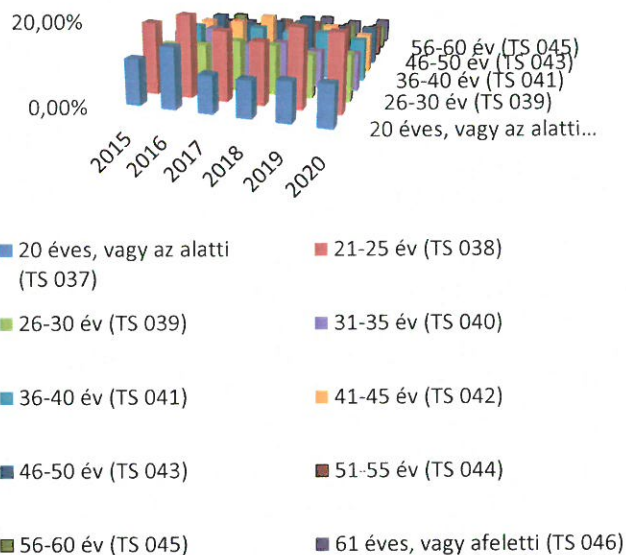 20,00%
0,00%
2015
2016
2017
2018
2019
2020
56-60 év (TS 045)
46-50 év (TS 043)
36-40 év (TS 041)
26-30 év (TS 039)
20 éves, vagy az alatti...
20 éves, vagy az alatti
(TS 037)
21-25 év (TS 038)
26-30 év (TS 039)
31-35 év (TS 040)
36-40 év (TS 041)
41-45 év (TS 042)
46-50 év (TS 043)
51-55 év (TS 044)
56-60 év (TS 045)
61 éves, vagy afeletti (TS 046)